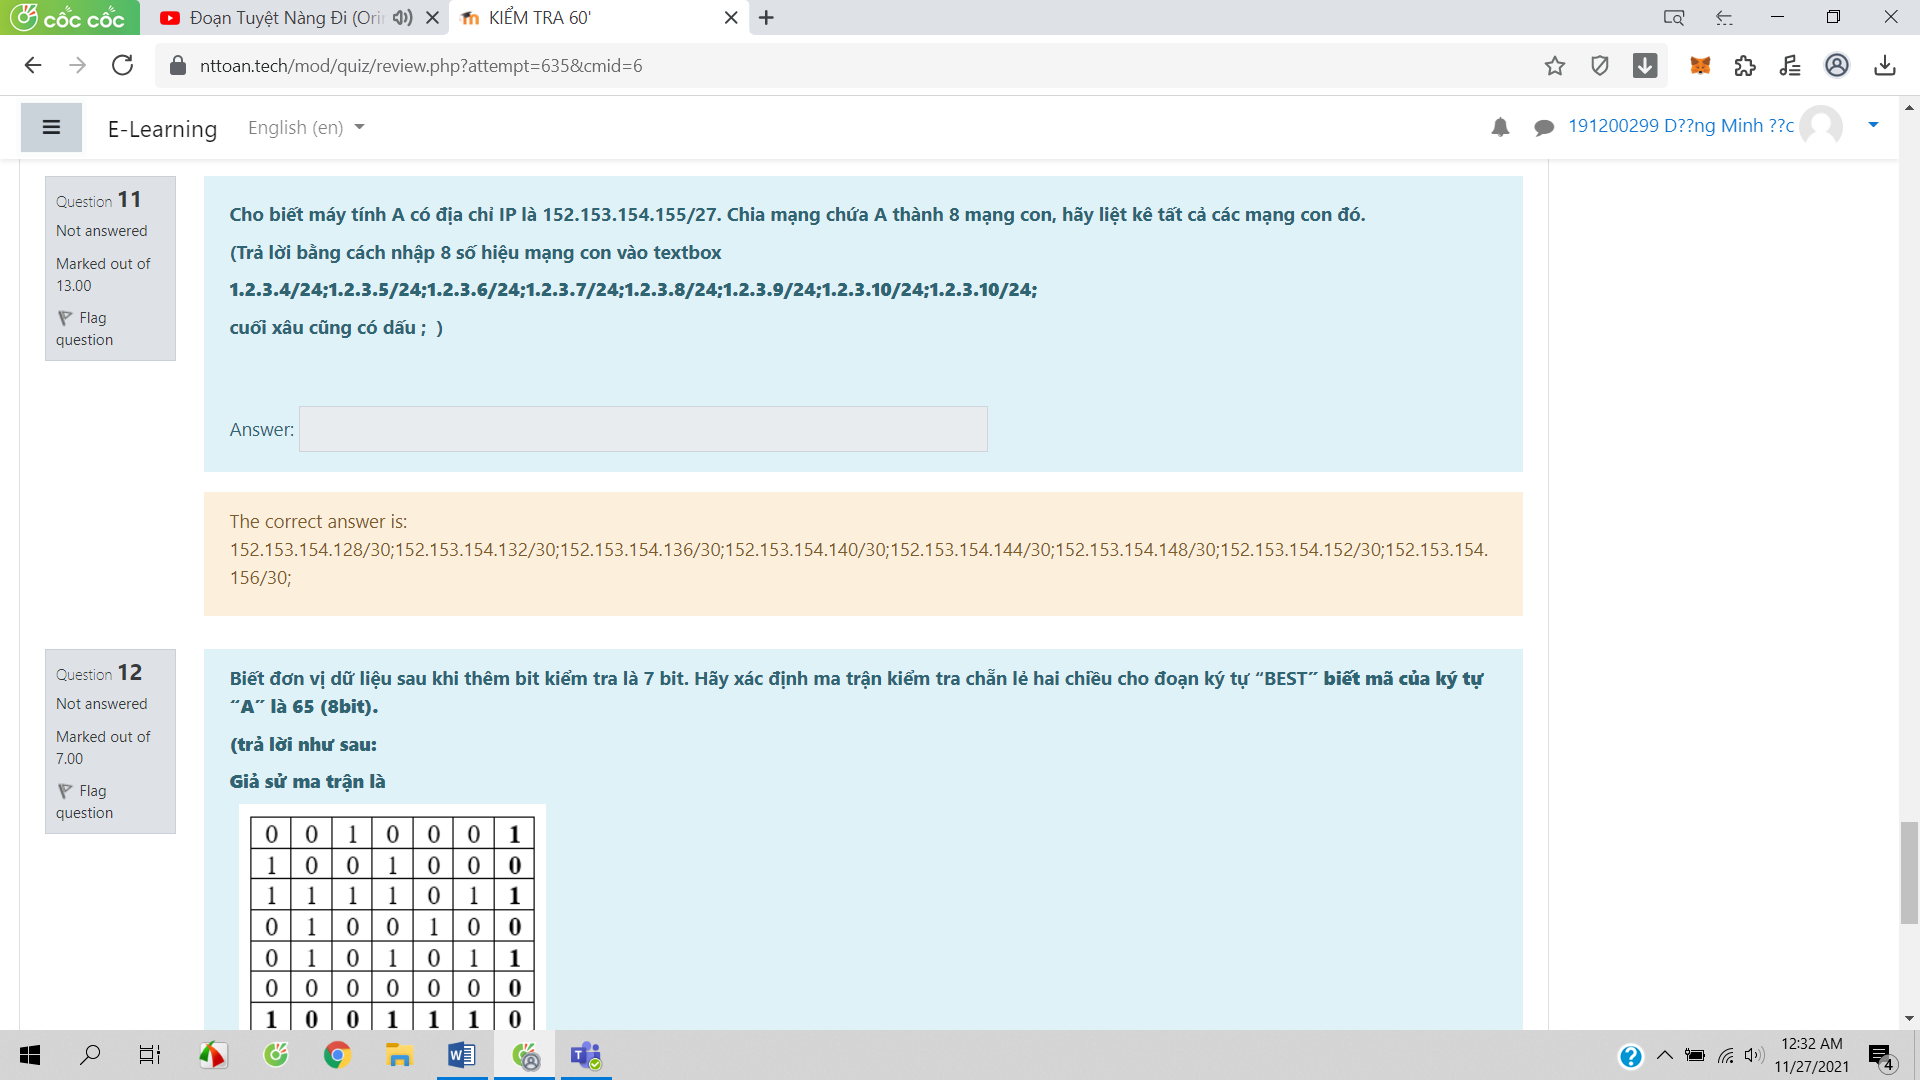 cốc cốc
Đoạn Tuyệt Nàng Đi (Ori
KIỂM TRA 60'
nttoan.tech/mod/quiz/review.php?attempt=635&cmid=6
E-Learning
English (en)
191200299 D??ng Minh ??c
Question 11
Not answered
Marked out of
13.00
Flag
question
Cho biết máy tính A có địa chỉ IP là 152.153.154.155/27. Chia mạng chứa A thành 8 mạng con, hãy liệt kê tất cả các mạng con đó.
(Trả lời bằng cách nhập 8 số hiệu mạng con vào textbox
1.2.3.4/24;1.2.3.5/24;1.2.3.6/24;1.2.3.7/24;1.2.3.8/24;1.2.3.9/24;1.2.3.10/24;1.2.3.10/24;
cuối xâu cũng có dấu ;  )
Answer:
The correct answer is:
152.153.154.128/30;152.153.154.132/30;152.153.154.136/30;152.153.154.140/30;152.153.154.144/30;152.153.154.148/30;152.153.154.152/30;152.153.154.
156/30;
Question 12
Not answered
Marked out of
7.00
Flag
question
Biết đơn vị dữ liệu sau khi thêm bit kiểm tra là 7 bit. Hãy xác định ma trận kiểm tra chẵn lẻ hai chiều cho đoạn ký tự “BEST” biết mã của ký tự
“A” là 65 (8bit).
(trả lời như sau:
Giả sử ma trận là
0 0 1 0 0 0 1
1 0 0 1 0 0 0
1 1 1 1 0 1 1
0 1 0 0 1 0 0
0 1 0 1 0 1 1
0 0 0 0 0 0 0
1 0 0 1 1 1 0
12:32 AM
11/27/2021
4